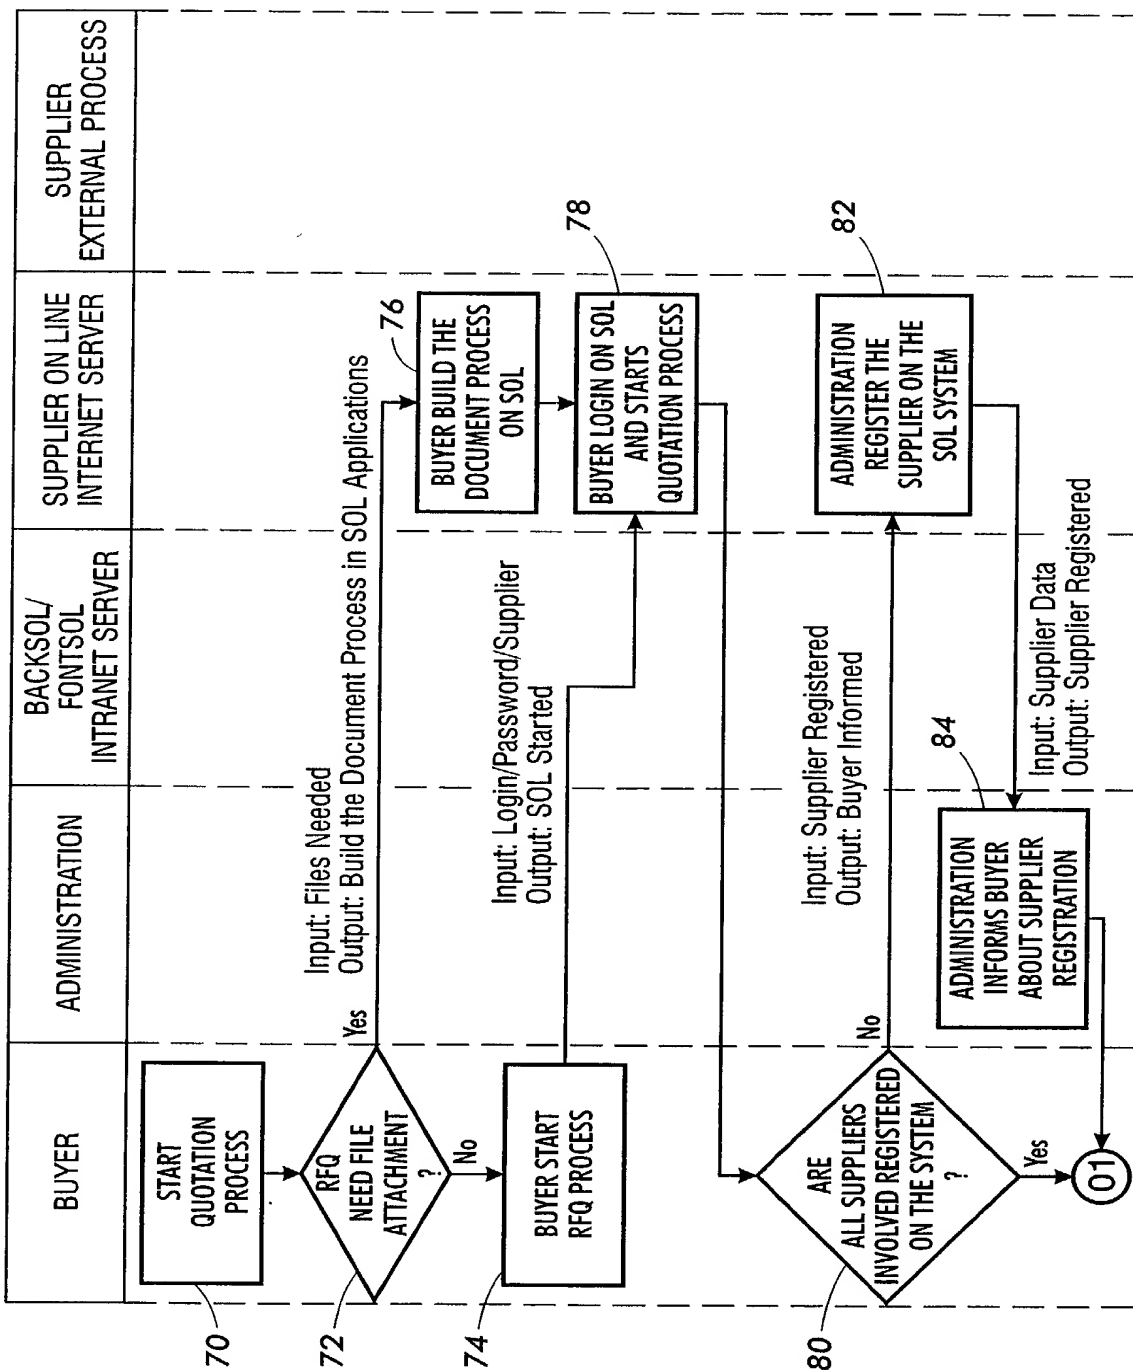 BUYER
ADMINISTRATION
BACKSOL/
FONTSOL
INTRANET SERVER
SUPPLIER ON LINE
INTERNET SERVER
SUPPLIER
EXTERNAL PROCESS
START
QUOTATION
PROCESS
70
RFQ
NEED FILE
ATTACHMENT
?
72
Yes
Input: Files Needed
Output: Build the Document Process in SOL Applications
76
BUYER BUILD THE
DOCUMENT PROCESS
ON SOL
No
BUYER START
RFQ PROCESS
74
Input: Login/Password/Supplier
Output: SOL Started
78
BUYER LOGIN ON SOL
AND STARTS
QUOTATION PROCESS
ARE
ALL SUPPLIERS
INVOLVED REGISTERED
ON THE SYSTEM
?
80
No
Input: Supplier Registered
Output: Buyer Informed
82
ADMINISTRATION
REGISTER THE
SUPPLIER ON THE
SOL SYSTEM
84
ADMINISTRATION
INFORMS BUYER
ABOUT SUPPLIER
REGISTRATION
Input: Supplier Data
Output: Supplier Registered
Yes
01